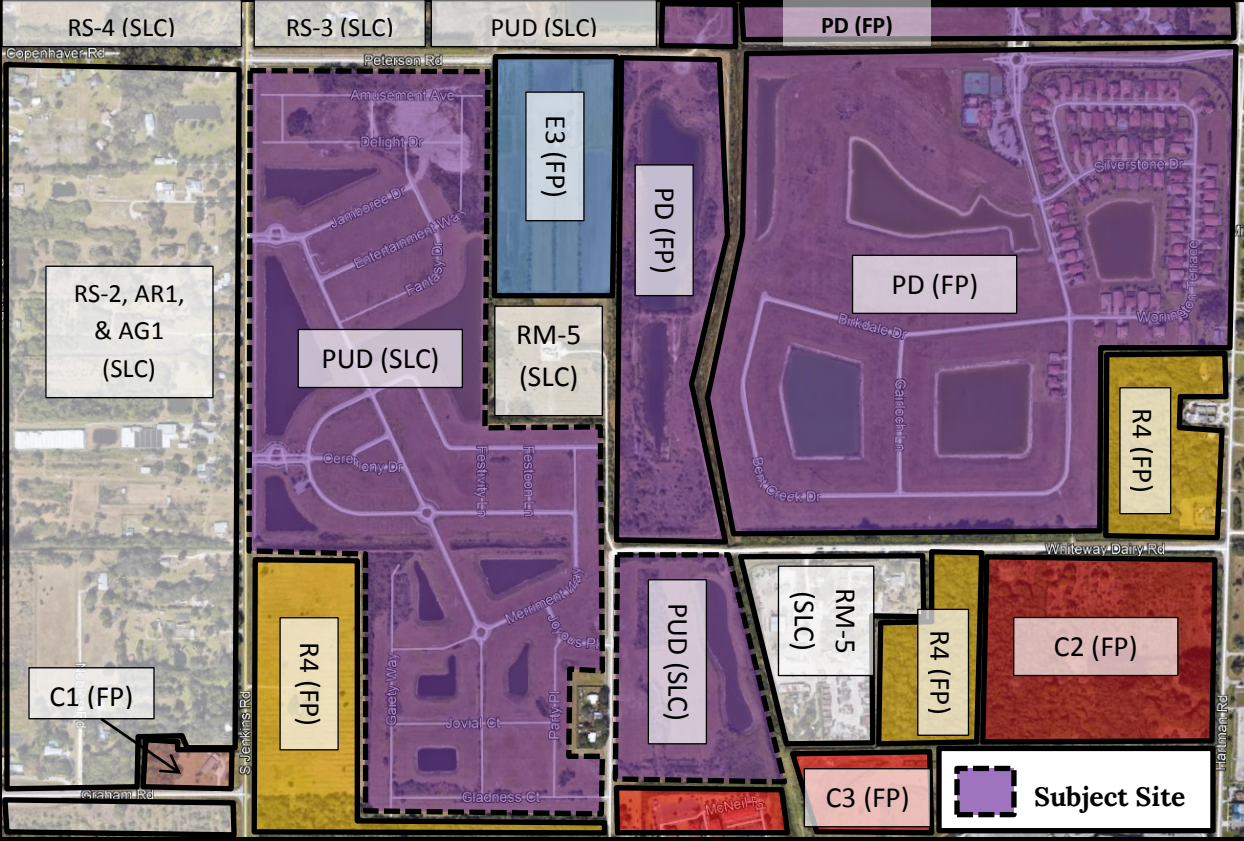 RS-4 (SLC)
RS-3 (SLC)
PUD (SLC)
PD (FP)
Copenhaver Rd
Peterson Rd
Amusement Ave
Delight Dr
E3 (FP)
Jamboree Dr
Entertainment Way
Fantasy Dr
PD (FP)
Silverstone Dr
PD (FP)
Worlington Terrace
RS-2, AR1,
& AG1
(SLC)
PUD (SLC)
RM-5
(SLC)
Birkdale Dr
Gairloch Ln
R4 (FP)
Ceremony Dr
Festivity Ln
Festoon Ln
Bent Creek Dr
Whiteway Dairy Rd
Merriment Way
Joyous Pl
R4 (FP)
PUD (SLC)
RM-5
(SLC)
R4 (FP)
C2 (FP)
C1 (FP)
Gaiety Way
Jovial Ct
Party Pl
S Jenkins Rd
Hartman Rd
Graham Rd
Gladness Ct
C3 (FP)
Subject Site